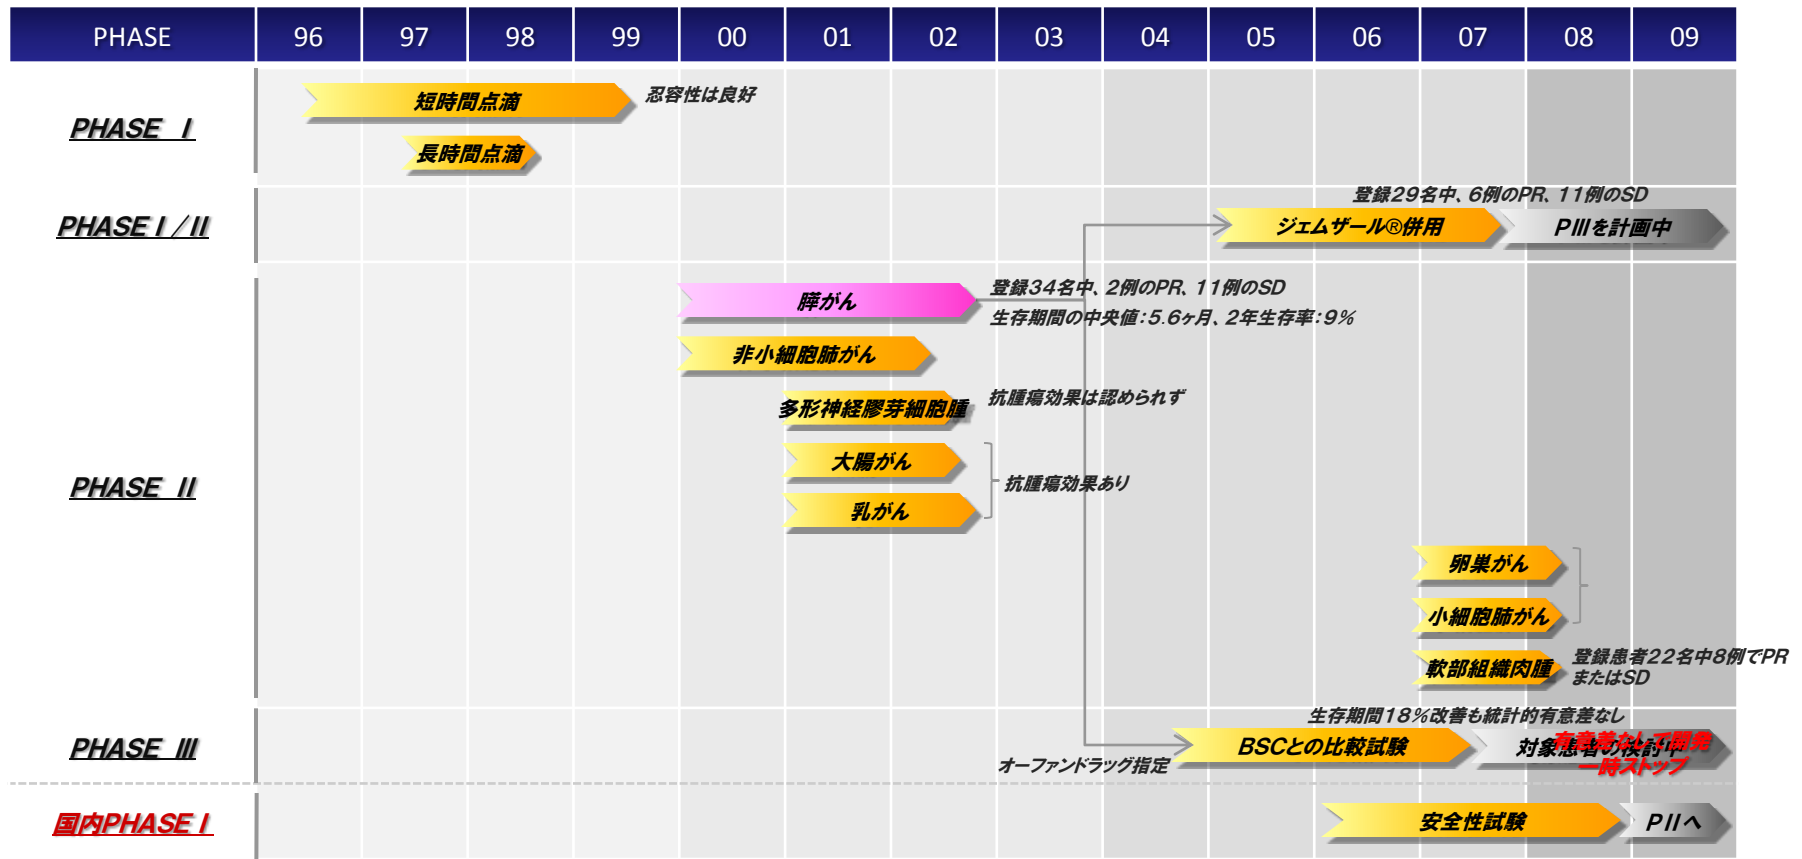 PHASE 96 97 98 99 00 01 02 03 04 05 06 07 08 09
PHASE Ⅰ
短時間点滴
忍容性は良好
長時間点滴
PHASEⅠ／Ⅱ
登録29名中、6例のPR、11例のSD
ジェムザール®併用
PⅢを計画中
PHASE Ⅱ
膵がん
登録34名中、2例のPR、11例のSD
生存期間の中央値：5.6ヶ月、2年生存率：9％
非小細胞肺がん
多形神経膠芽細胞腫
抗腫瘍効果は認められず
大腸がん
抗腫瘍効果あり
乳がん
卵巣がん
小細胞肺がん
軟部組織肉腫
登録患者22名中8例でPR
またはSD
PHASE Ⅲ
生存期間18％改善も統計的有意差なし
BSCとの比較試験
対象患者の検討中
有意差なしで開発
一時ストップ
オーファンドラッグ指定
国内PHASEⅠ
安全性試験
PⅡへ